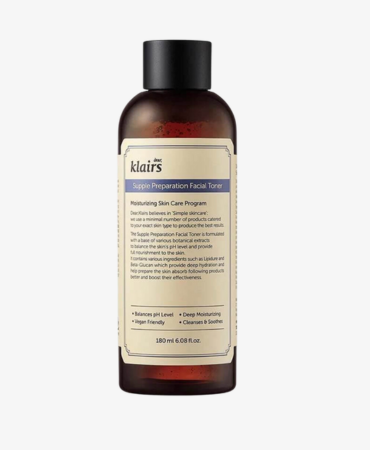 dear,
klairs
Supple Preparation Facial Toner
Moisturizing Skin Care Program
Dear,Klairs believes in 'Simple skincare',
we use a minimal number of products catered
to your exact skin type to produce the best results.
The Supple Preparation Facial Toner is formulated
with a base of various botanical extracts
to balance the skin's pH level and provide
full nourishment to the skin.
It contains various ingredients such as Lipidure and
Beta-Glucan which provide deep hydration and
help prepare the skin absorb following products
better and boost their effectiveness.
• Balances pH Level • Deep Moisturizing
• Vegan Friendly • Cleanses & Soothes
180 ml 6.08 fl.oz.